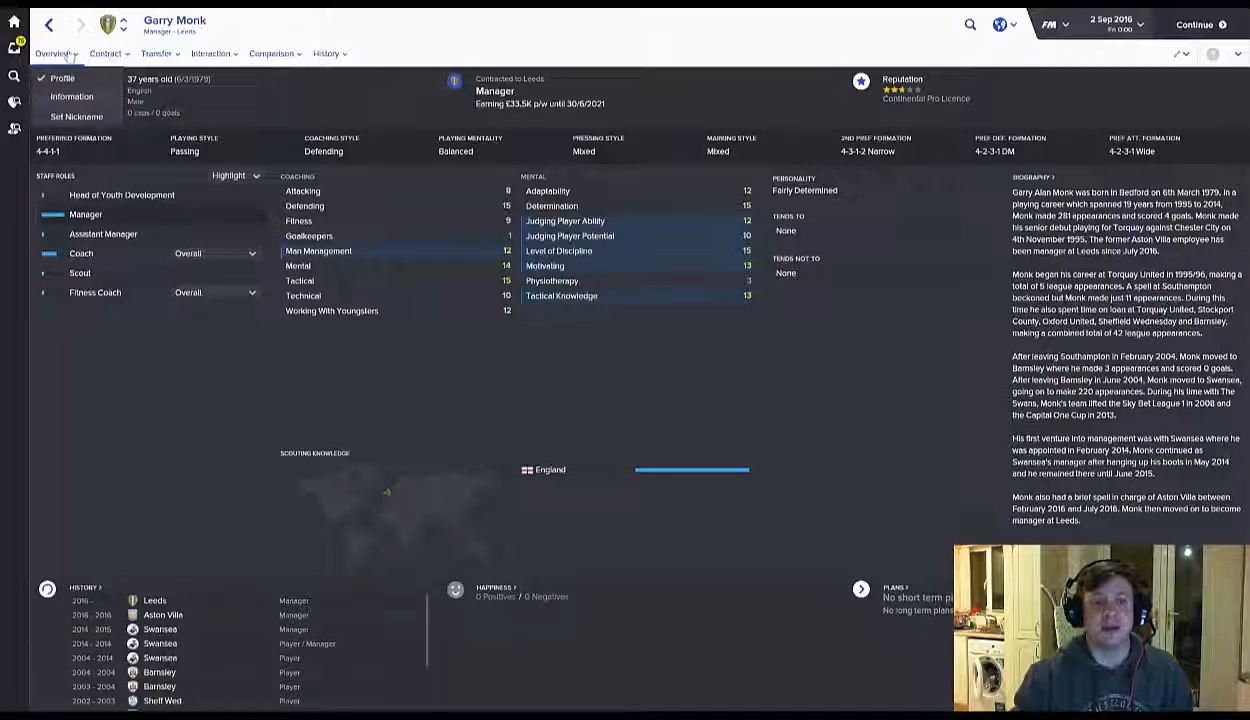 Garry Monk
Manager - Leeds
FM
2 Sep 2016
Fri 0:00
Continue
Overview
Contract
Transfer
Interaction
Comparison
History
Profile
Information
Set Nickname
37 years old (6/3/1979)
English
Male
0 caps / 0 goals
Contracted to Leeds
Manager
Earning £33.5K p/w until 30/6/2021
Reputation
Continental Pro Licence
PREFERRED FORMATION
4-4-1-1
PLAYING STYLE
Passing
COACHING STYLE
Defending
PLAYING MENTALITY
Balanced
PRESSING STYLE
Mixed
MARKING STYLE
Mixed
2ND PREF FORMATION
4-3-1-2 Narrow
PREF DEF. FORMATION
4-2-3-1 DM
PREF ATT. FORMATION
4-2-3-1 Wide
STAFF ROLES
Highlight
Head of Youth Development
Manager
Assistant Manager
Coach Overall
Scout
Fitness Coach Overall
COACHING
Attacking 8
Defending 15
Fitness 9
Goalkeepers 1
Man Management 12
Mental 14
Tactical 15
Technical 10
Working With Youngsters 12
MENTAL
Adaptability 12
Determination 15
Judging Player Ability 12
Judging Player Potential 10
Level of Discipline 15
Motivating 13
Physiotherapy 3
Tactical Knowledge 13
PERSONALITY
Fairly Determined
TENDS TO
None
TENDS NOT TO
None
BIOGRAPHY >
Garry Alan Monk was born in Bedford on 6th March 1979. In a
playing career which spanned 19 years from 1995 to 2014,
Monk made 281 appearances and scored 4 goals. Monk made
his senior debut playing for Torquay against Chester City on
4th November 1995. The former Aston Villa employee has
been manager at Leeds since July 2016.
Monk began his career at Torquay United in 1995/96, making a
total of 5 league appearances. A spell at Southampton
beckoned but Monk made just 11 appearances. During this
time he also spent time on loan at Torquay United, Stockport
County, Oxford United, Sheffield Wednesday and Barnsley,
making a combined total of 42 league appearances.
After leaving Southampton in February 2004, Monk moved to
Barnsley where he made 3 appearances and scored 0 goals.
After leaving Barnsley in June 2004, Monk moved to Swansea,
going on to make 220 appearances. During his time with The
Swans, Monk's team lifted the Sky Bet League 1 in 2008 and
the Capital One Cup in 2013.
His first venture into management was with Swansea where he
was appointed in February 2014. Monk continued as
Swansea's manager after hanging up his boots in May 2014
and he remained there until June 2015.
Monk also had a brief spell in charge of Aston Villa between
February 2016 and July 2016. Monk then moved on to become
manager at Leeds.
SCOUTING KNOWLEDGE
England
HISTORY >
2016 - Leeds Manager
2016 - 2016 Aston Villa Manager
2014 - 2015 Swansea Manager
2014 - 2014 Swansea Player / Manager
2004 - 2014 Swansea Player
2004 - 2004 Barnsley Player
2003 - 2004 Barnsley Player
2002 - 2003 Sheff Wed Player
HAPPINESS >
0 Positives / 0 Negatives
PLANS >
No short term pl
No long term plans